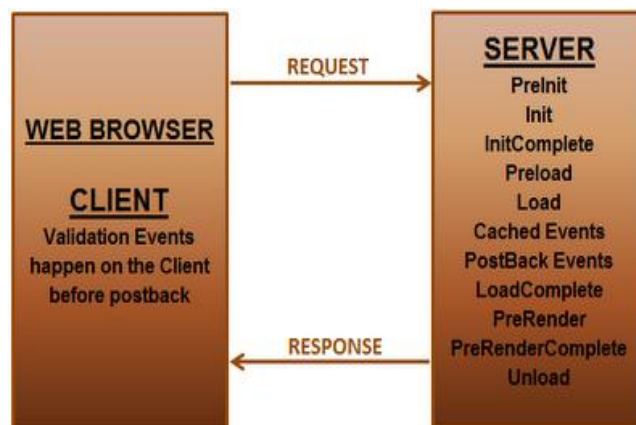 WEB BROWSER
CLIENT
Validation Events
happen on the Client
before postback
REQUEST
RESPONSE
SERVER
PreInit
Init
InitComplete
Preload
Load
Cached Events
PostBack Events
LoadComplete
PreRender
PreRenderComplete
Unload